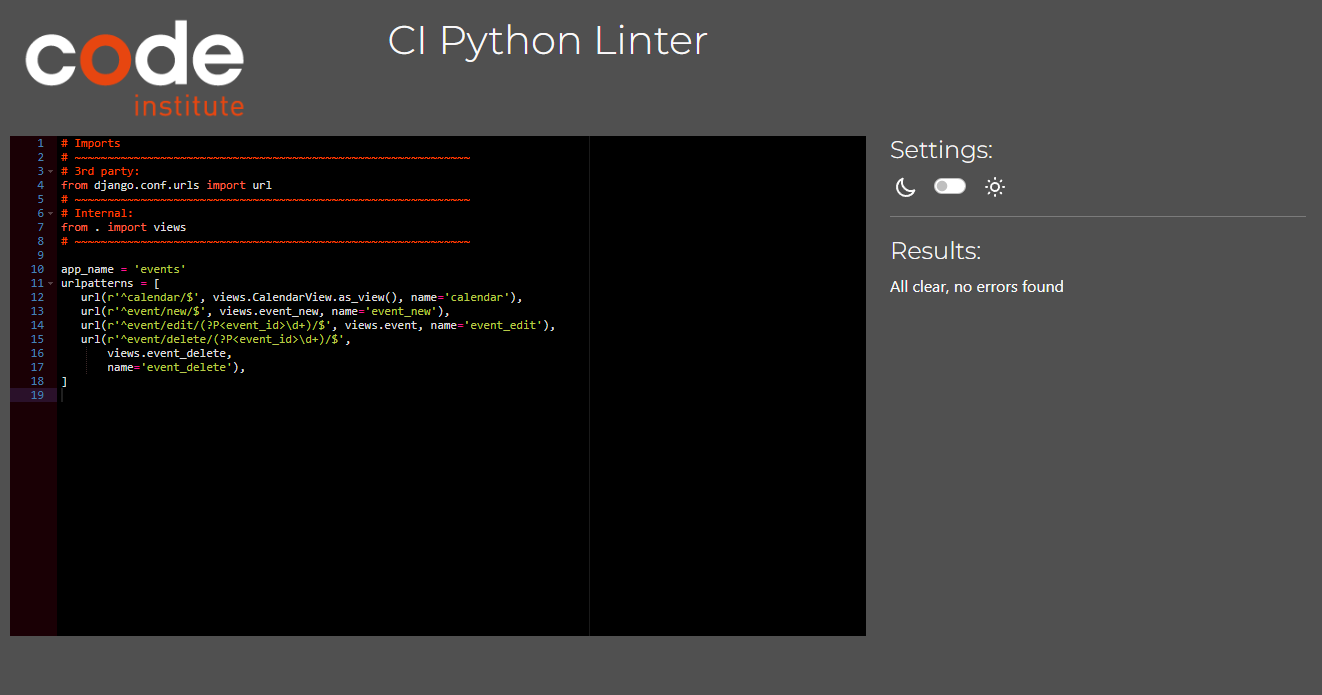 code
institute
CI Python Linter
1 # Imports
2 # ~~~~~~~~~~~~~~~~~~~~~~~~~~~~~~~~~~~~~~~~~~~~~~~~~~~~~~~~~~~~
3 # 3rd party:
4 from django.conf.urls import url
5 # ~~~~~~~~~~~~~~~~~~~~~~~~~~~~~~~~~~~~~~~~~~~~~~~~~~~~~~~~~~~~
6 # Internal:
7 from . import views
8 # ~~~~~~~~~~~~~~~~~~~~~~~~~~~~~~~~~~~~~~~~~~~~~~~~~~~~~~~~~~~~
9
10 app_name = 'events'
11 urlpatterns = [
12    url(r'^calendar/$', views.CalendarView.as_view(), name='calendar'),
13    url(r'^event/new/$', views.event_new, name='event_new'),
14    url(r'^event/edit/(?P<event_id>\d+)/$', views.event, name='event_edit'),
15    url(r'^event/delete/(?P<event_id>\d+)/$',
16        views.event_delete,
17        name='event_delete'),
18 ]
19
Settings:
Results:
All clear, no errors found